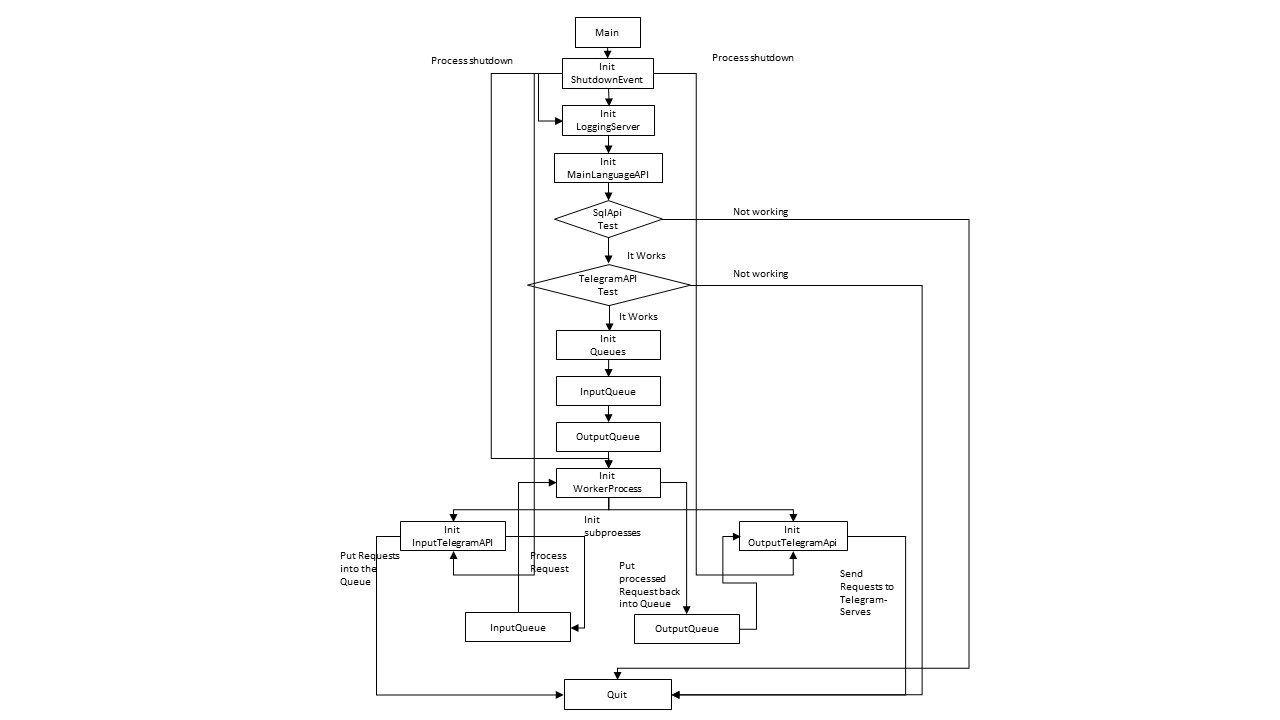 Main
Process shutdown
Process shutdown
Init
ShutdownEvent
Init
LoggingServer
Init
MainLanguageAPI
SqlApi
Test
Not working
It Works
TelegramAPI
Test
Not working
It Works
Init
Queues
InputQueue
OutputQueue
Init
WorkerProcess
Init
subproesses
Init
InputTelegramAPI
Init
OutputTelegramApi
Put Requests
into the
Queue
Process
Request
Put
processed
Request back
into Queue
Send
Requests to
Telegram-
Serves
InputQueue
OutputQueue
Quit